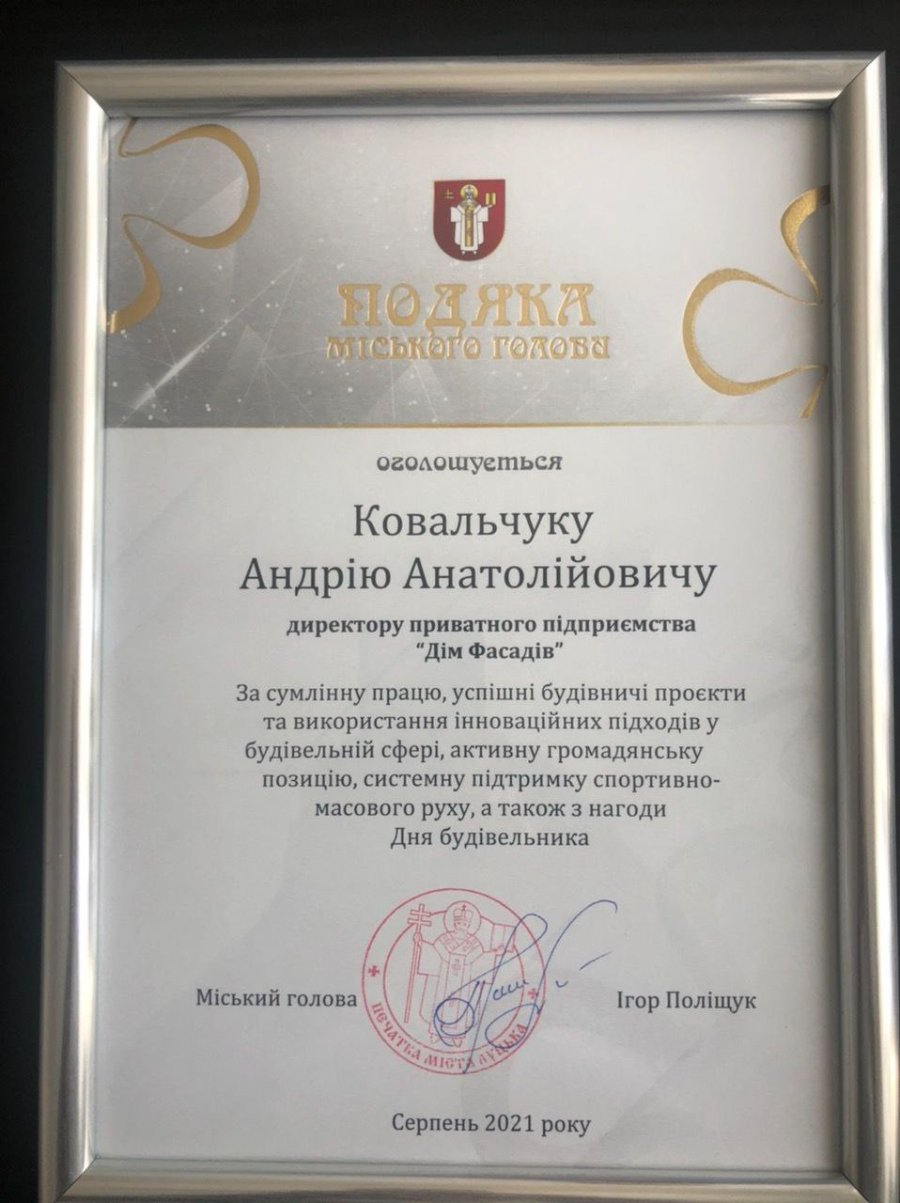 ПОДЯКА
МІСЬКОГО ГОЛОВИ
оголошується
Ковальчуку
Андрію Анатолійовичу
директору приватного підприємства
“Дім Фасадів”
За сумлінну працю, успішні будівничі проєкти
та використання інноваційних підходів у
будівельній сфері, активну громадянську
позицію, системну підтримку спортивно-
масового руху, а також з нагоди
Дня будівельника
Міський голова
Ігор Поліщук
ПЕЧАТКА МІСТА ЛУЦЬКА
Серпень 2021 року